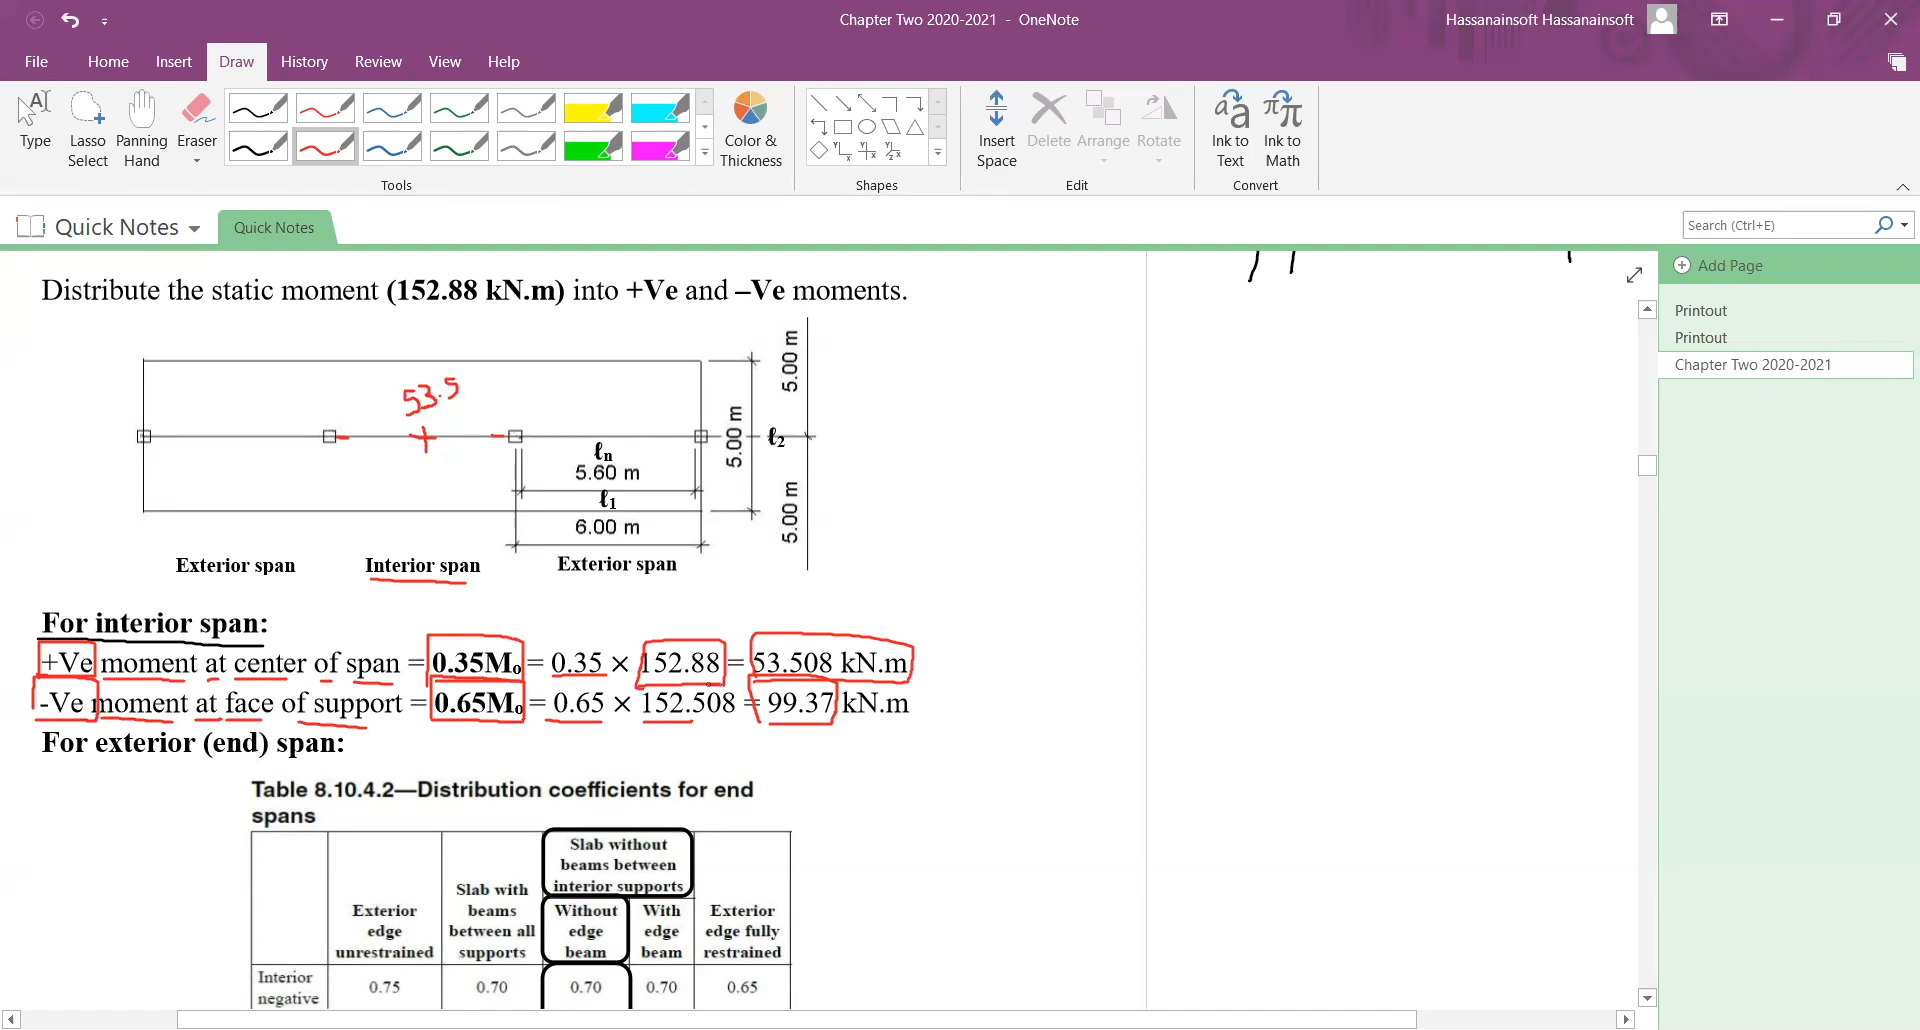 Chapter Two 2020-2021 - OneNote
Hassanainsoft Hassanainsoft
File Home Insert Draw History Review View Help
Type
Lasso Select
Panning Hand
Eraser
Color & Thickness
Insert Space
Delete
Arrange
Rotate
Ink to Text
Ink to Math
Tools
Shapes
Edit
Convert
Quick Notes
Quick Notes
Search (Ctrl+E)
Add Page
Printout
Printout
Chapter Two 2020-2021
Distribute the static moment (152.88 kN.m) into +Ve and –Ve moments.
53.5
5.00 m
5.00 m
5.00 m
ℓ2
ℓn
5.60 m
ℓ1
6.00 m
Exterior span
Interior span
Exterior span
For interior span:
+Ve moment at center of span = 0.35Mₒ = 0.35 × 152.88 = 53.508 kN.m
-Ve moment at face of support = 0.65Mₒ = 0.65 × 152.508 = 99.37 kN.m
For exterior (end) span:
Table 8.10.4.2—Distribution coefficients for end
spans
Slab without
beams between
interior supports
Exterior
edge
unrestrained
Slab with
beams
between all
supports
Without
edge
beam
With
edge
beam
Exterior
edge fully
restrained
Interior
negative
0.75 0.70 0.70 0.70 0.65